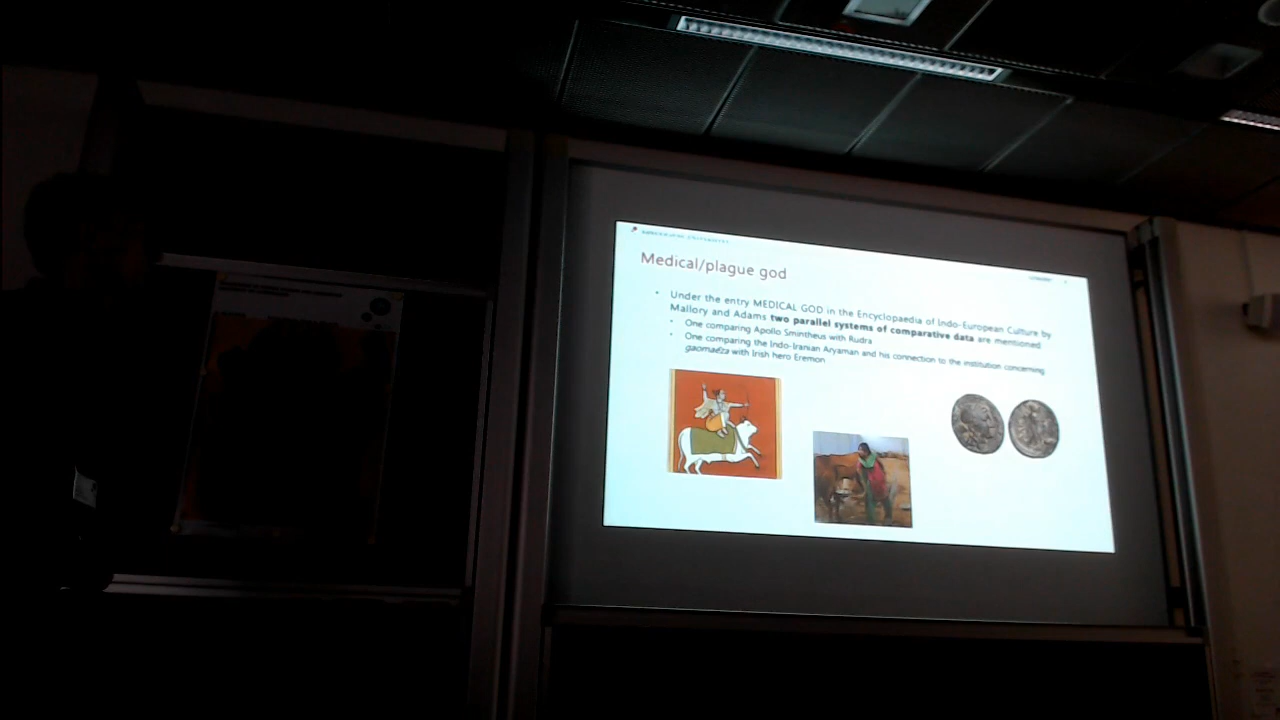 Medical/plague god
• Under the entry MEDICAL GOD in the Encyclopaedia of Indo-European Culture by
Mallory and Adams two parallel systems of comparative data are mentioned
• One comparing Apollo Smintheus with Rudra
• One comparing the Indo-Iranian Aryaman and his connection to the institution concerning
gaomaēza with Irish hero Eremon